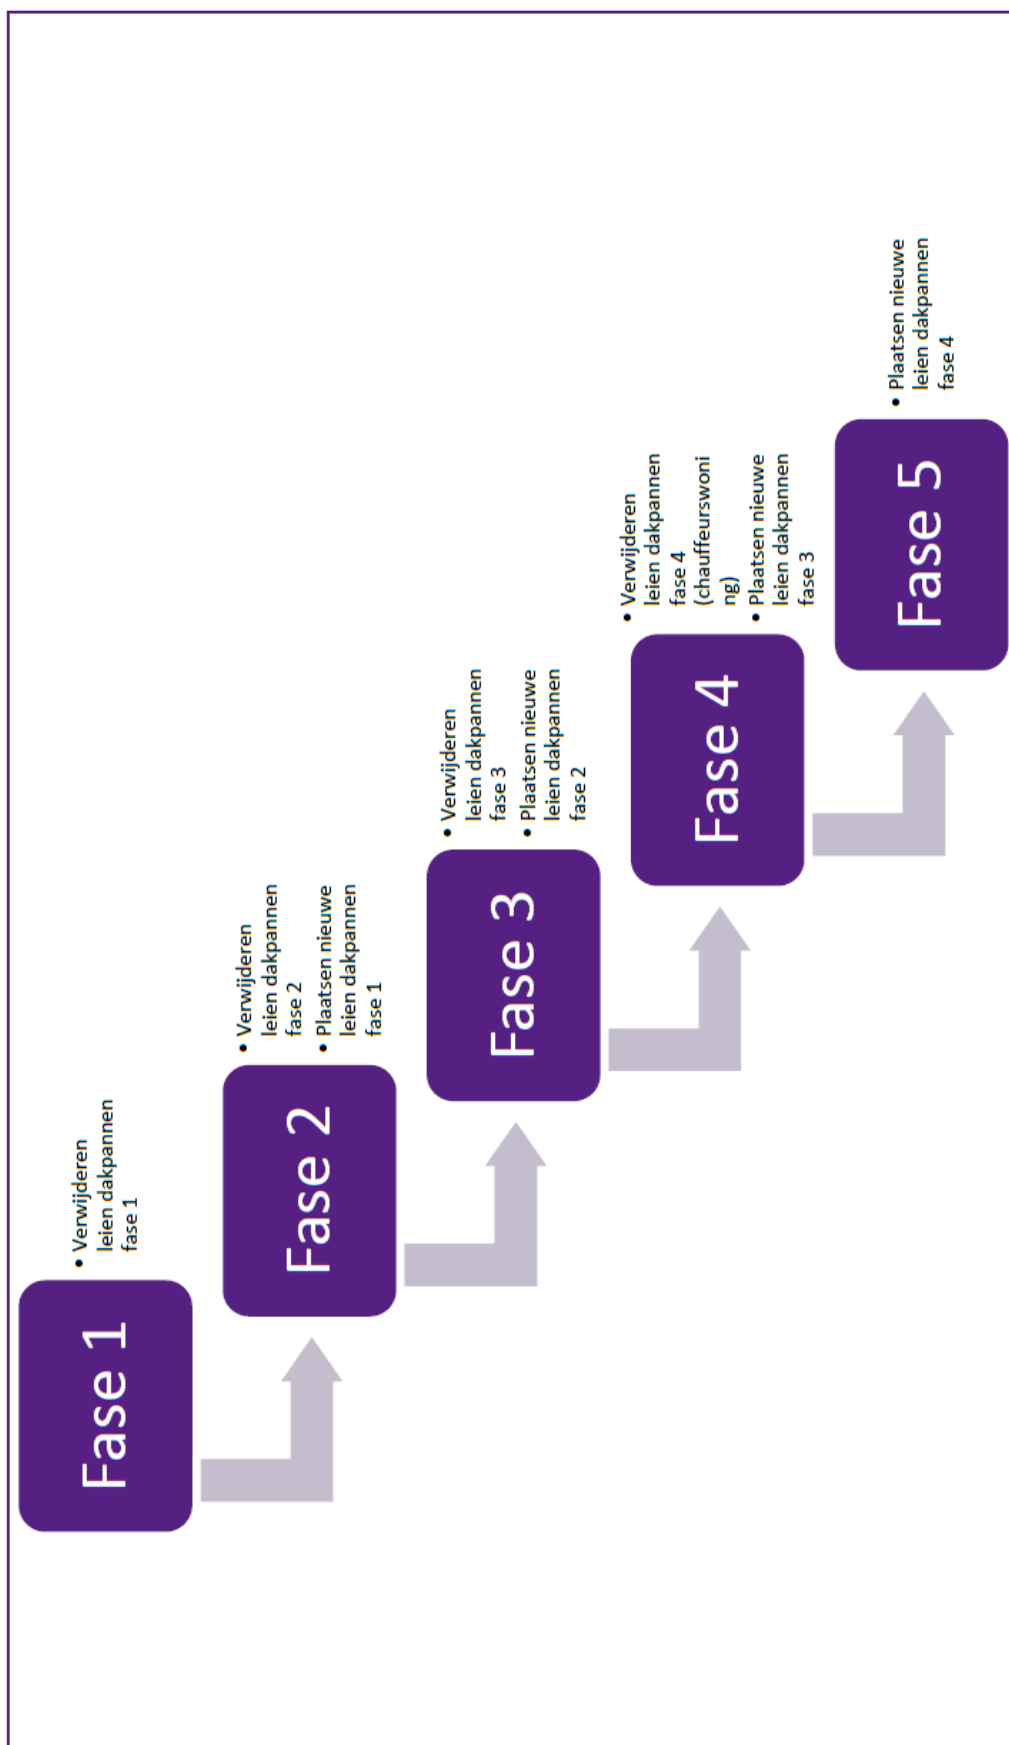 Fase 1
• Verwijderen
leien dakpannen
fase 1
Fase 2
• Verwijderen
leien dakpannen
fase 2
• Plaatsen nieuwe
leien dakpannen
fase 1
Fase 3
• Verwijderen
leien dakpannen
fase 3
• Plaatsen nieuwe
leien dakpannen
fase 2
Fase 4
• Verwijderen
leien dakpannen
fase 4
(chauffeurswoni
ng)
• Plaatsen nieuwe
leien dakpannen
fase 3
Fase 5
• Plaatsen nieuwe
leien dakpannen
fase 4